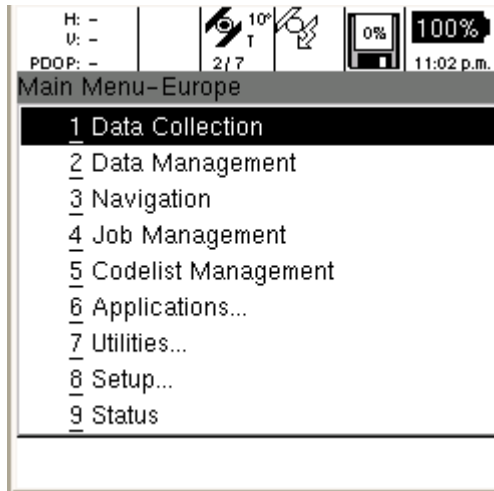 H: -
V: -
PDOP: -
10°
T
2/7
0%
100%
11:02 p.m.
Main Menu-Europe
1 Data Collection
2 Data Management
3 Navigation
4 Job Management
5 Codelist Management
6 Applications...
7 Utilities...
8 Setup...
9 Status